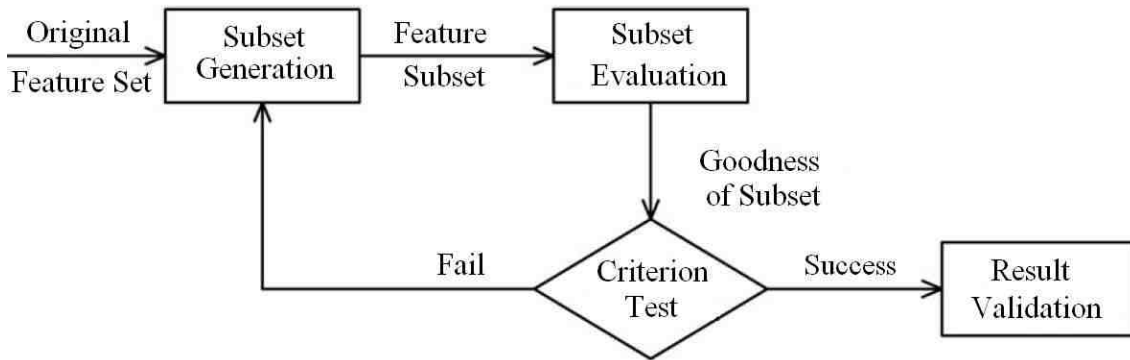 Original
Feature Set
Subset
Generation
Feature
Subset
Subset
Evaluation
Goodness
of Subset
Fail
Criterion
Test
Success
Result
Validation